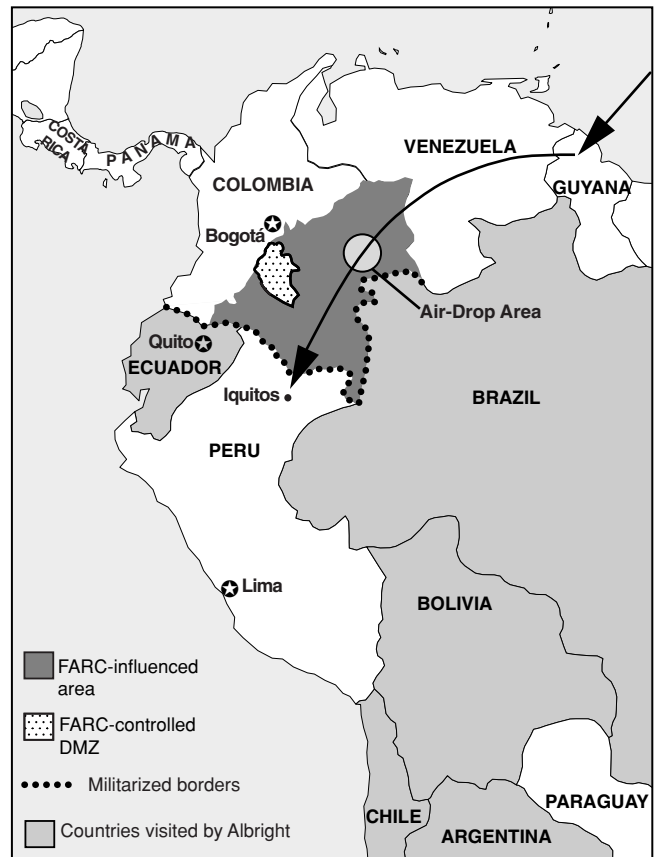 COSTA
RICA
PANAMA
VENEZUELA
GUYANA
COLOMBIA
Bogotá
Air-Drop Area
Quito
ECUADOR
Iquitos
BRAZIL
PERU
Lima
BOLIVIA
FARC-influenced
area
FARC-controlled
DMZ
Militarized borders
PARAGUAY
CHILE
Countries visited by Albright
ARGENTINA